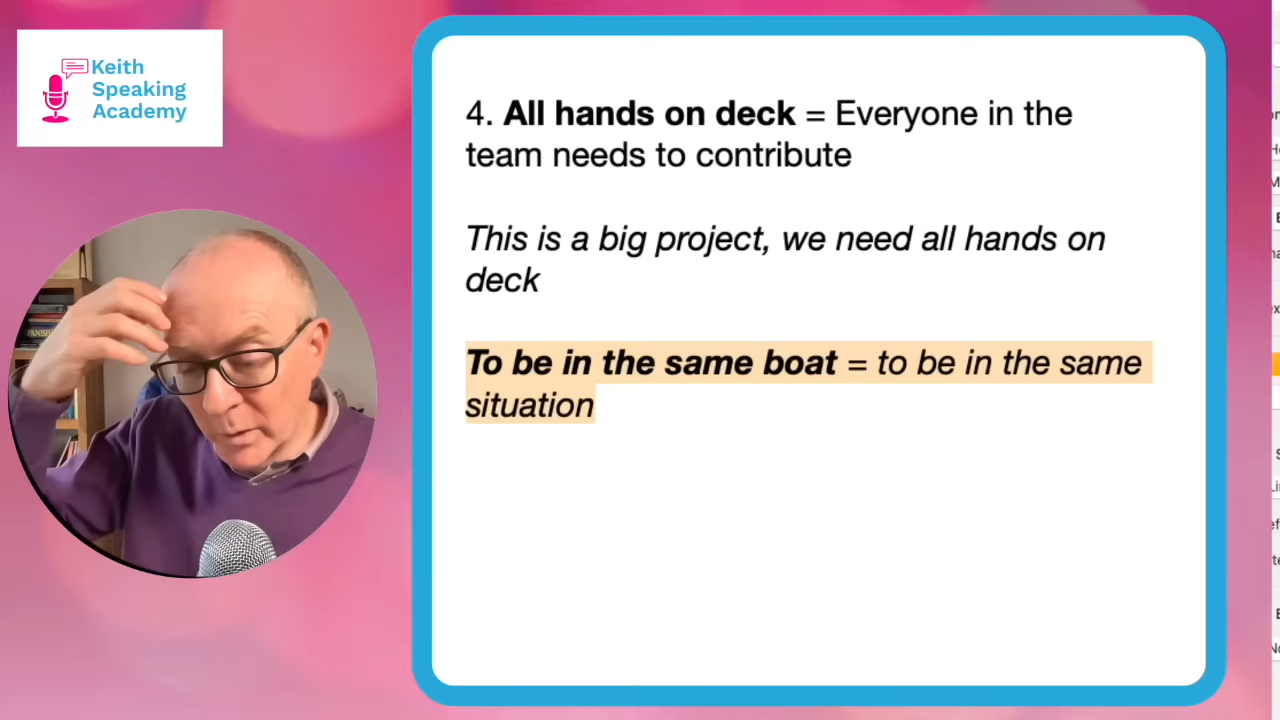 Keith
Speaking
Academy
4. All hands on deck = Everyone in the
team needs to contribute
This is a big project, we need all hands on
deck
To be in the same boat = to be in the same
situation